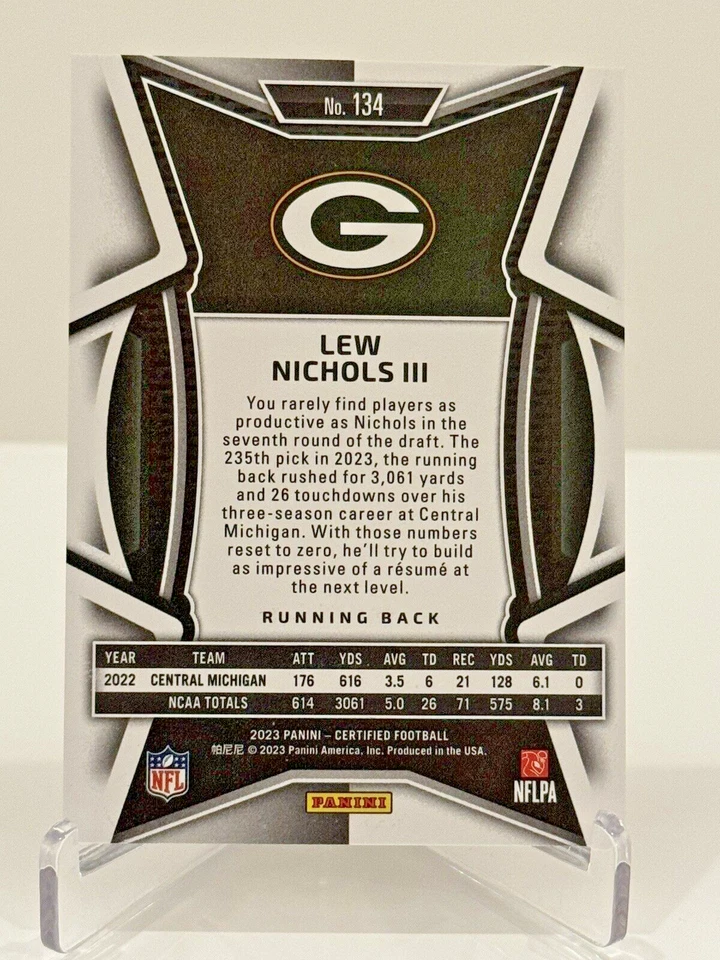 No. 134
G
LEW
NICHOLS III
You rarely find players as
productive as Nichols in the
seventh round of the draft. The
235th pick in 2023, the running
back rushed for 3,061 yards
and 26 touchdowns over his
three-season career at Central
Michigan. With those numbers
reset to zero, he'll try to build
as impressive of a résumé at
the next level.
RUNNING BACK
YEAR TEAM ATT YDS. AVG TD REC YDS AVG TD
2022 CENTRAL MICHIGAN 176 616 3.5 6 21 128 6.1 0
NCAA TOTALS 614 3061 5.0 26 71 575 8.1 3
2023 PANINI – CERTIFIED FOOTBALL
帕尼尼 © 2023 Panini America, Inc. Produced in the USA.
NFL
NFLPA
PANINI